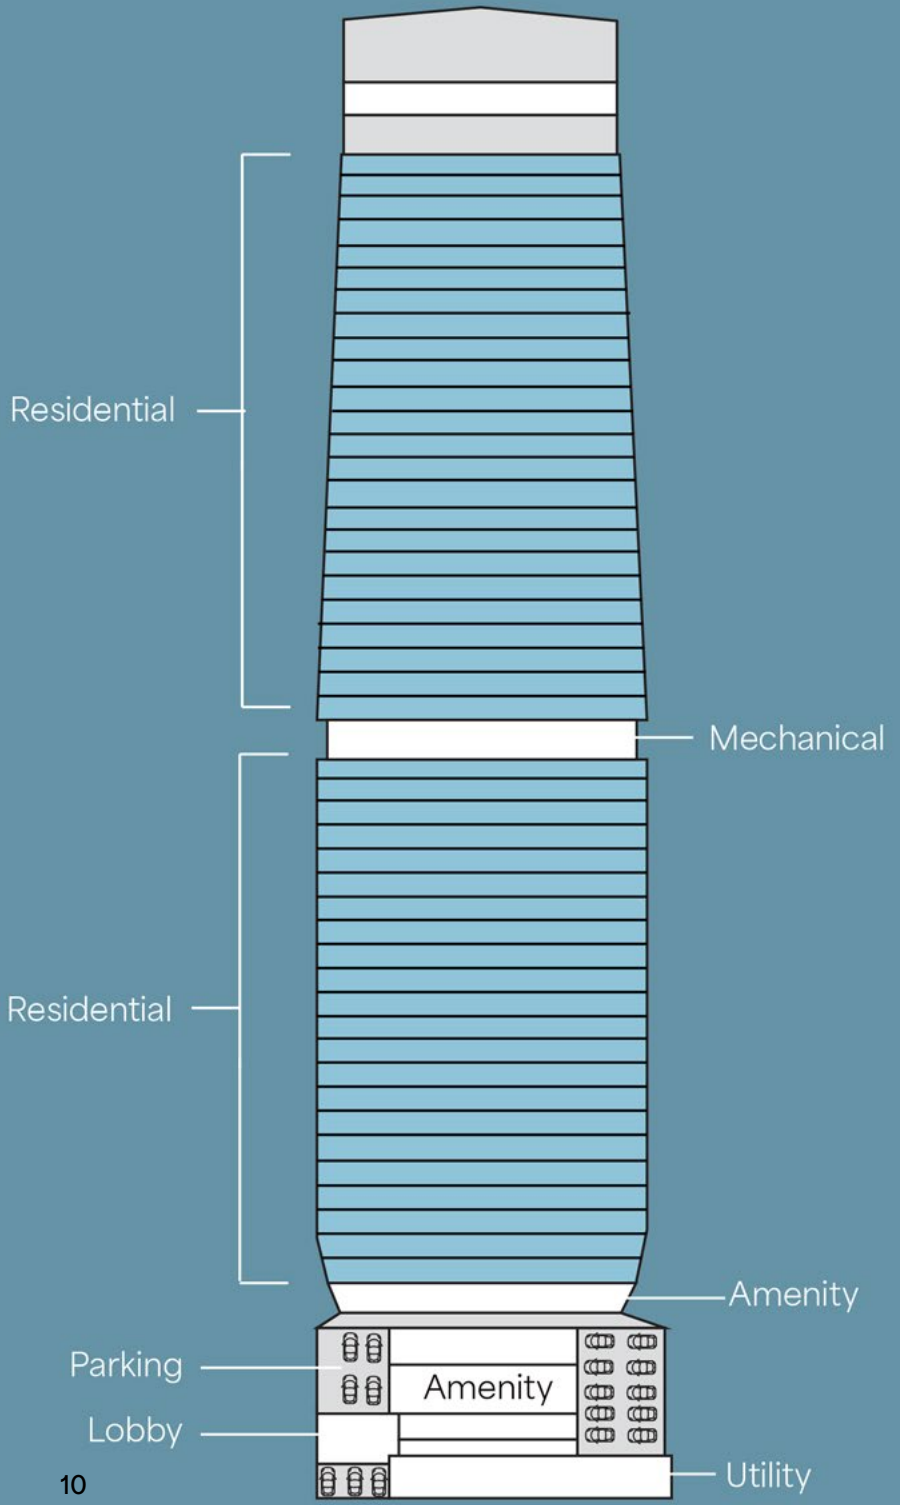 Residential
Mechanical
Residential
Amenity
Parking
Amenity
Lobby
Utility
10